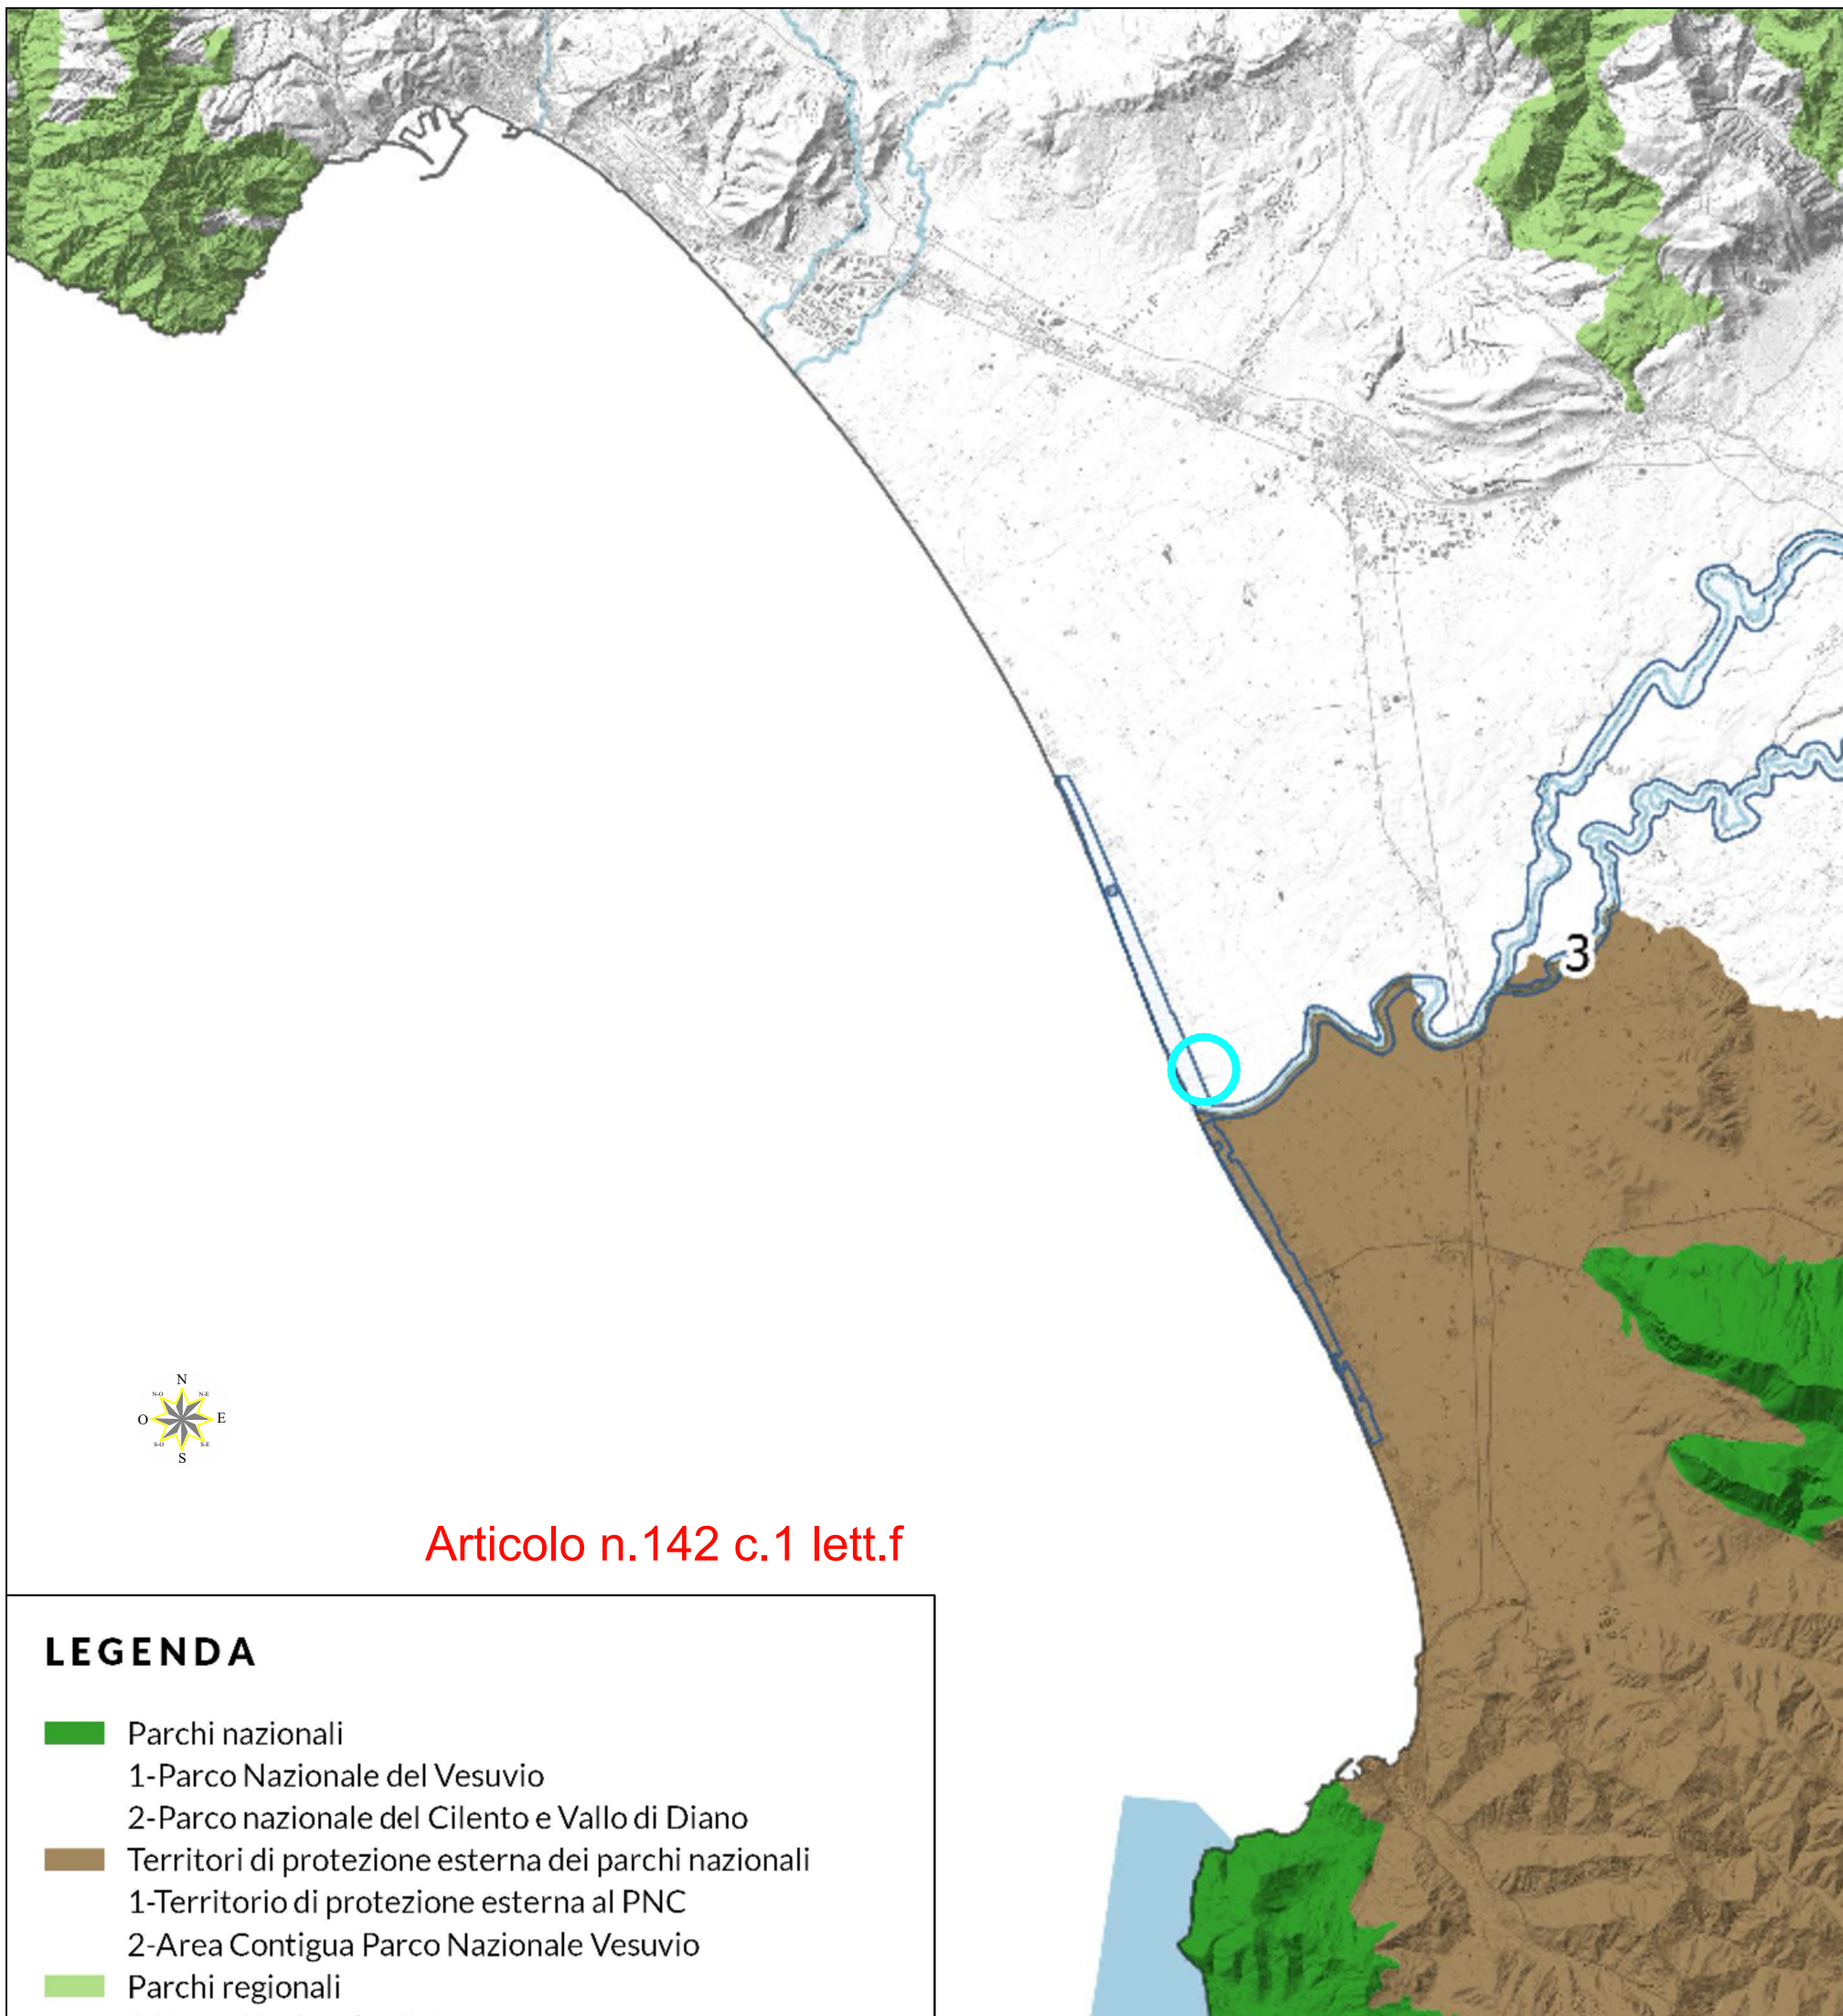 3
N
N-O
N-E
O
E
S-O
S-E
S
Articolo n.142 c.1 lett.f
LEGENDA
Parchi nazionali
1-Parco Nazionale del Vesuvio
2-Parco nazionale del Cilento e Vallo di Diano
Territori di protezione esterna dei parchi nazionali
1-Territorio di protezione esterna al PNC
2-Area Contigua Parco Nazionale Vesuvio
Parchi regionali